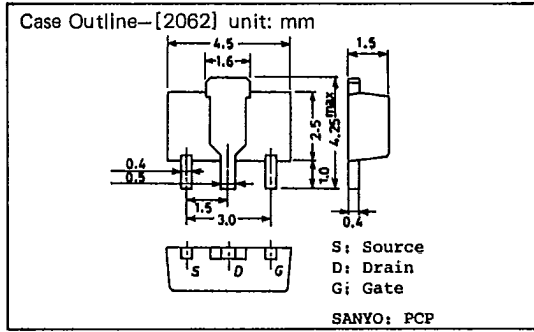 Case Outline–[2062] unit: mm
4.5
1.6
1.5
2.5
4.25max
1.0
0.4
0.5
1.5
3.0
0.4
S D G
S: Source
D: Drain
G: Gate
SANYO: PCP